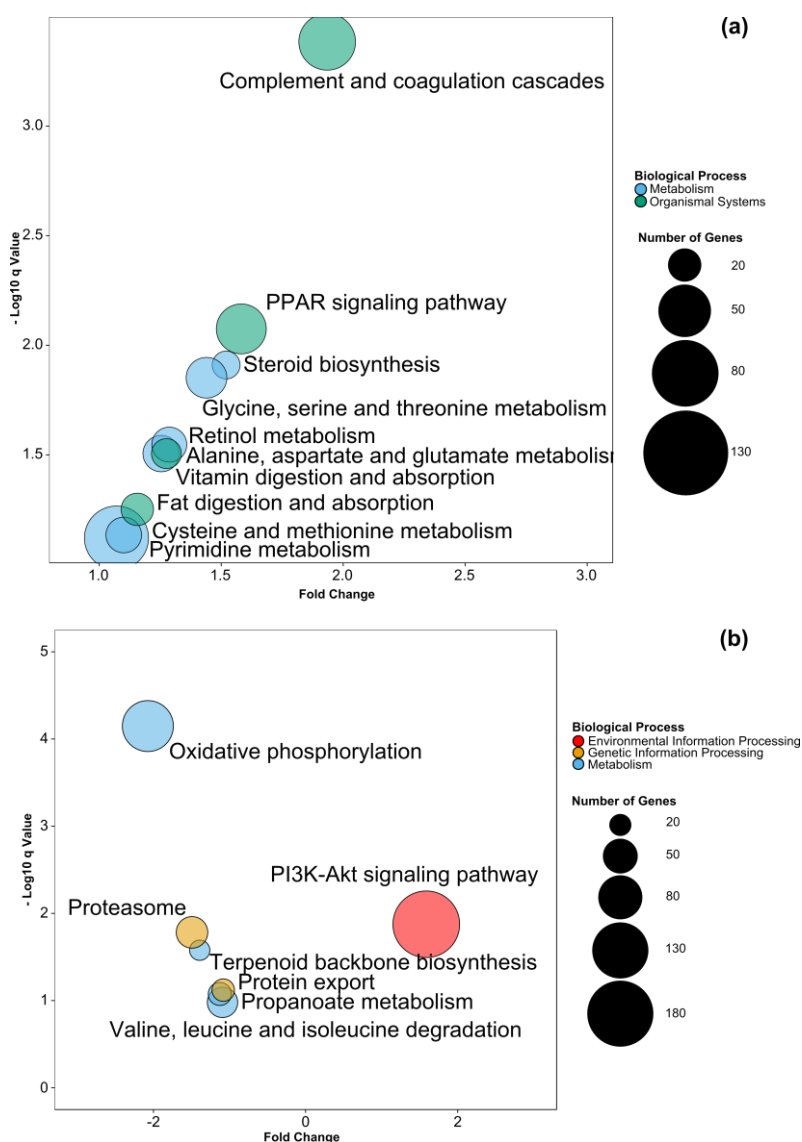 (a)
Complement and coagulation cascades
3.0
2.5
PPAR signaling pathway
2.0
Steroid biosynthesis
Glycine, serine and threonine metabolism
Retinol metabolism
1.5
Alanine, aspartate and glutamate metabolisr
Vitamin digestion and absorption
Fat digestion and absorption
Cysteine and methionine metabolism
Pyrimidine metabolism
- Log10 q Value
1.0 1.5 2.0 2.5 3.0
Fold Change
Biological Process
Metabolism
Organismal Systems
Number of Genes
20
50
80
130
(b)
5
4
Oxidative phosphorylation
3
PI3K-Akt signaling pathway
Proteasome
2
Terpenoid backbone biosynthesis
Protein export
1
Propanoate metabolism
Valine, leucine and isoleucine degradation
0
- Log10 q Value
-2 0 2
Fold Change
Biological Process
Environmental Information Processing
Genetic Information Processing
Metabolism
Number of Genes
20
50
80
130
180